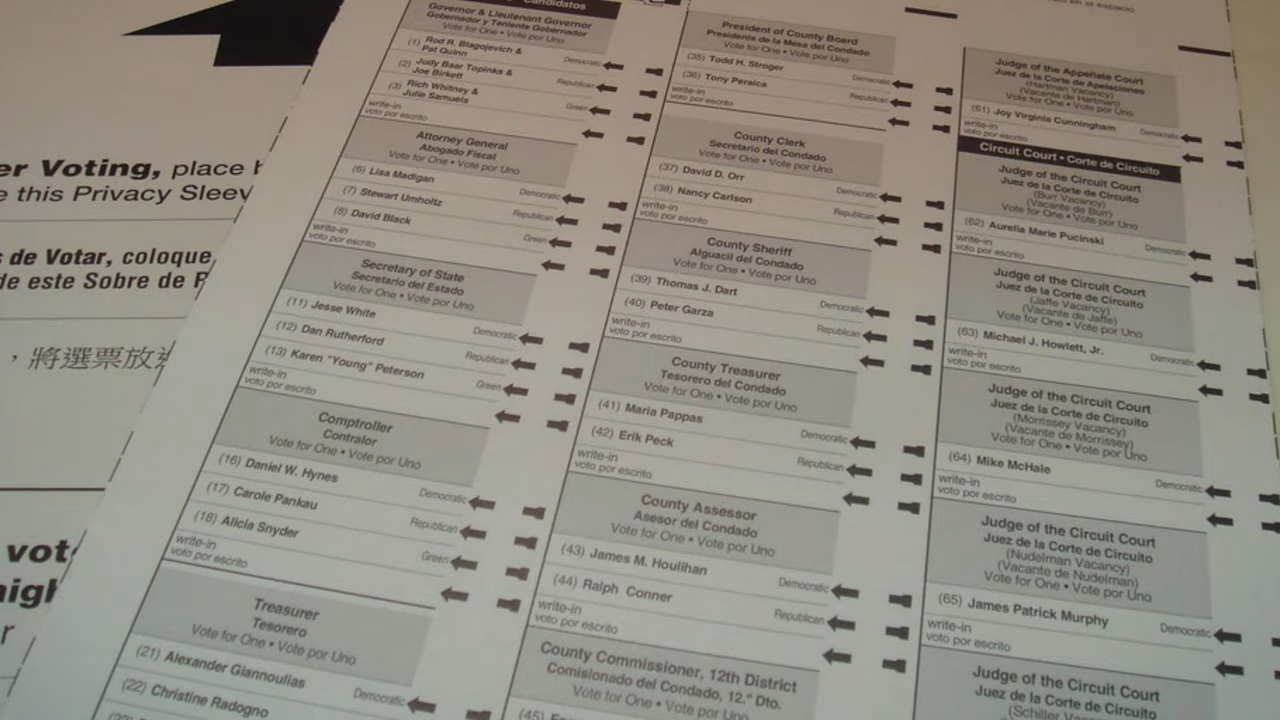 er Voting, place
e this Privacy Sleev
s de Votar, coloque
de este Sobre de
，將選票放
Candidatos
Governor & Lieutenant Governor
Gobernador y Teniente Gobernador
Vote for One • Vote por Uno
(1) Rod R. Blagojevich &
Pat Quinn
Democratic
(2) Judy Baar Topinka &
Joe Birkett
Republican
(3) Rich Whitney &
Julie Samuels
Green
write-in
voto por escrito
Attorney General
Abogado Fiscal
Vote for One • Vote por Uno
(6) Lisa Madigan
Democratic
(7) Stewart Umholtz
Republican
(8) David Black
Green
write-in
voto por escrito
Secretary of State
Secretario del Estado
Vote for One • Vote por Uno
(11) Jesse White
Democratic
(12) Dan Rutherford
Republican
(13) Karen "Young" Peterson
Green
write-in
voto por escrito
Comptroller
Contralor
Vote for One • Vote por Uno
(16) Daniel W. Hynes
Democratic
(17) Carole Pankau
Republican
(18) Alicia Snyder
Green
write-in
voto por escrito
Treasurer
Tesorero
Vote for One • Vote por Uno
(21) Alexander Giannoulias
Democratic
(22) Christine Radogno
President of County Board
Presidente de la Mesa del Condado
Vote for One • Vote por Uno
(35) Todd H. Stroger
Democratic
(36) Tony Peraica
Republican
write-in
voto por escrito
County Clerk
Secretario del Condado
Vote for One • Vote por Uno
(37) David D. Orr
Democratic
(38) Nancy Carlson
Republican
write-in
voto por escrito
County Sheriff
Alguacil del Condado
Vote for One • Vote por Uno
(39) Thomas J. Dart
Democratic
(40) Peter Garza
Republican
write-in
voto por escrito
County Treasurer
Tesorero del Condado
Vote for One • Vote por Uno
(41) Maria Pappas
Democratic
(42) Erik Peck
Republican
write-in
voto por escrito
County Assessor
Asesor del Condado
Vote for One • Vote por Uno
(43) James M. Houlihan
Democratic
(44) Ralph Conner
Republican
write-in
voto por escrito
County Commissioner, 12th District
Comisionado del Condado, 12.º Dto.
Vote for One • Vote por Uno
(45)
en el espacio
Judge of the Appellate Court
Juez de la Corte de Apelaciones
(Hartman Vacancy)
(Vacante de Hartman)
Vote for One • Vote por Uno
(61) Joy Virginia Cunningham
Democratic
write-in
voto por escrito
Circuit Court • Corte de Circuito
Judge of the Circuit Court
Juez de la Corte de Circuito
(Burr Vacancy)
(Vacante de Burr)
Vote for One • Vote por Uno
(62) Aurelia Marie Pucinski
Democratic
write-in
voto por escrito
Judge of the Circuit Court
Juez de la Corte de Circuito
(Jaffe Vacancy)
(Vacante de Jaffe)
Vote for One • Vote por Uno
(63) Michael J. Howlett, Jr.
Democratic
write-in
voto por escrito
Judge of the Circuit Court
Juez de la Corte de Circuito
(Morrissey Vacancy)
(Vacante de Morrissey)
Vote for One • Vote por Uno
(64) Mike McHale
Democratic
write-in
voto por escrito
Judge of the Circuit Court
Juez de la Corte de Circuito
(Nudelman Vacancy)
(Vacante de Nudelman)
Vote for One • Vote por Uno
(65) James Patrick Murphy
Democratic
write-in
voto por escrito
Judge of the Circuit Court
Juez de la Corte de Circuito
(Schiller Vacancy)